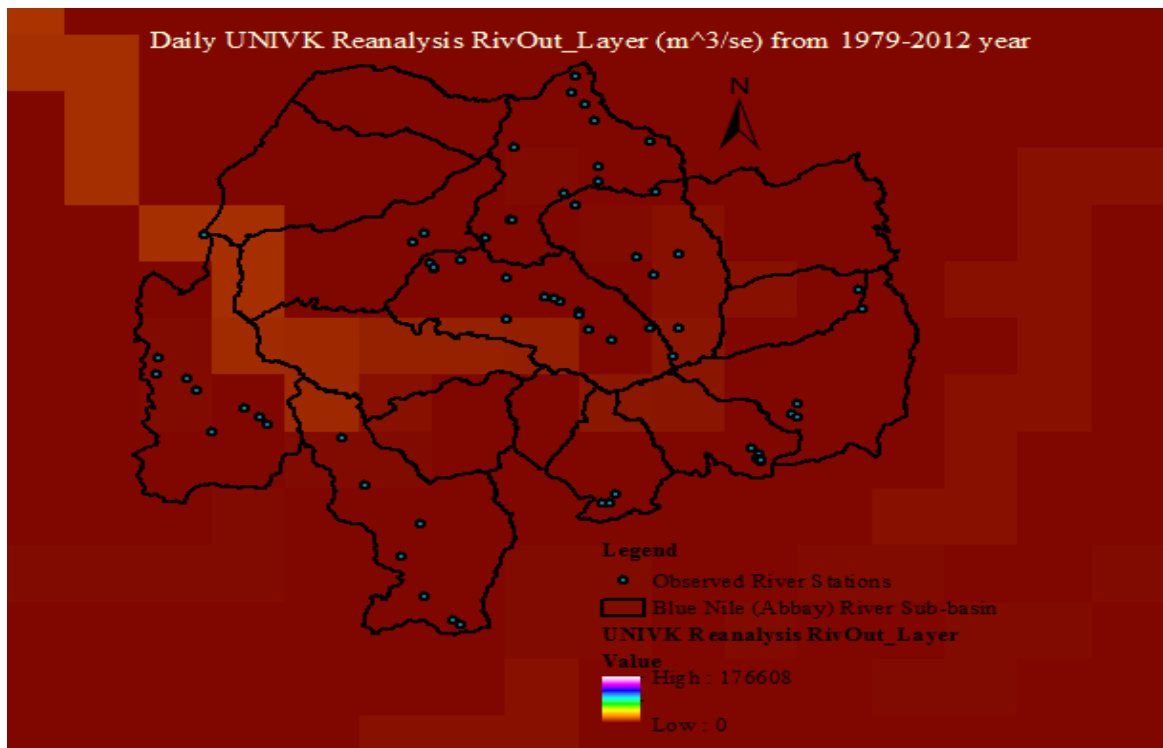 Daily UNIVK Reanalysis RivOut_Layer (m^3/se) from 1979-2012 year
N
Legend
Observed River Stations
Blue Nile (Abbay) River Sub-basin
UNIVK Reanalysis RivOut_Layer
Value
High : 176608
Low : 0